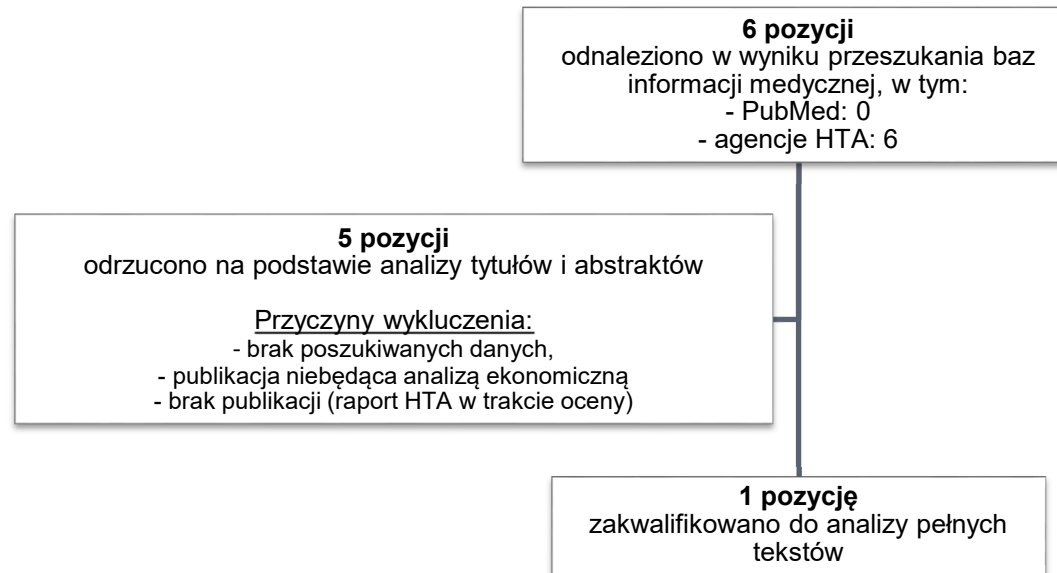 6 pozycji
odnaleziono w wyniku przeszukania baz
informacji medycznej, w tym:
- PubMed: 0
- agencje HTA: 6
5 pozycji
odrzucono na podstawie analizy tytułów i abstraktów
Przyczyny wykluczenia:
- brak poszukiwanych danych,
- publikacja niebędąca analizą ekonomiczną
- brak publikacji (raport HTA w trakcie oceny)
1 pozycję
zakwalifikowano do analizy pełnych
tekstów